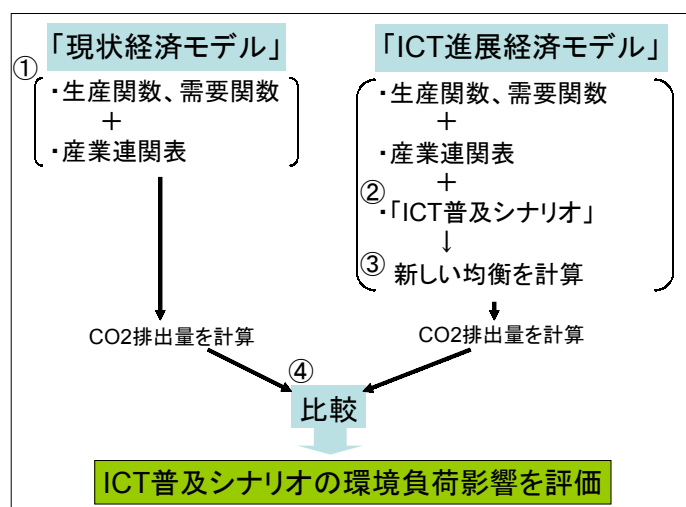 「現状経済モデル」
①
・生産関数、需要関数
＋
・産業連関表
CO2排出量を計算
「ICT進展経済モデル」
・生産関数、需要関数
＋
・産業連関表
＋
②
・「ICT普及シナリオ」
↓
③ 新しい均衡を計算
CO2排出量を計算
④
比較
ICT普及シナリオの環境負荷影響を評価